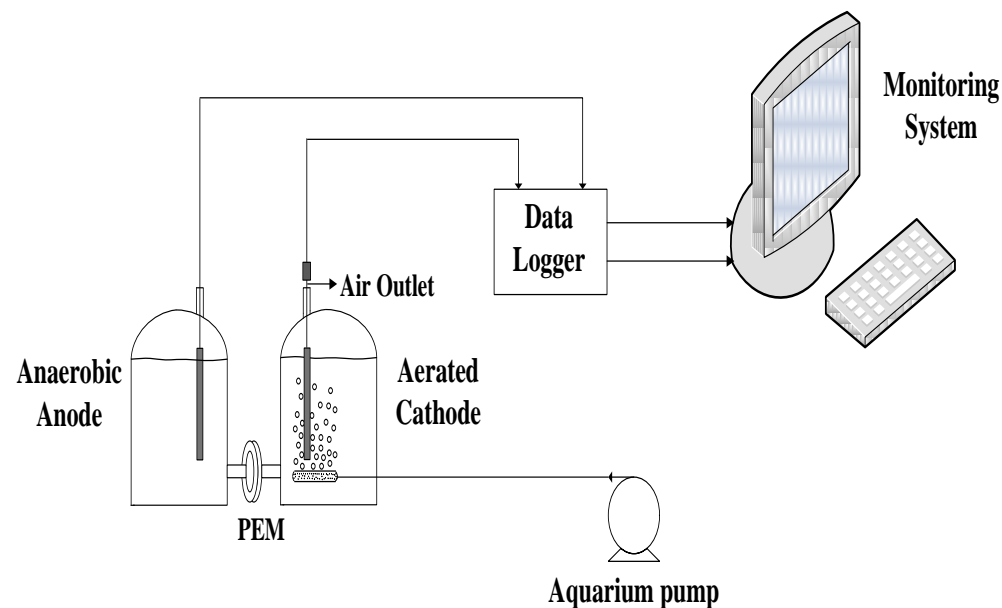 Monitoring
System
Data
Logger
Air Outlet
Anaerobic
Anode
Aerated
Cathode
PEM
Aquarium pump